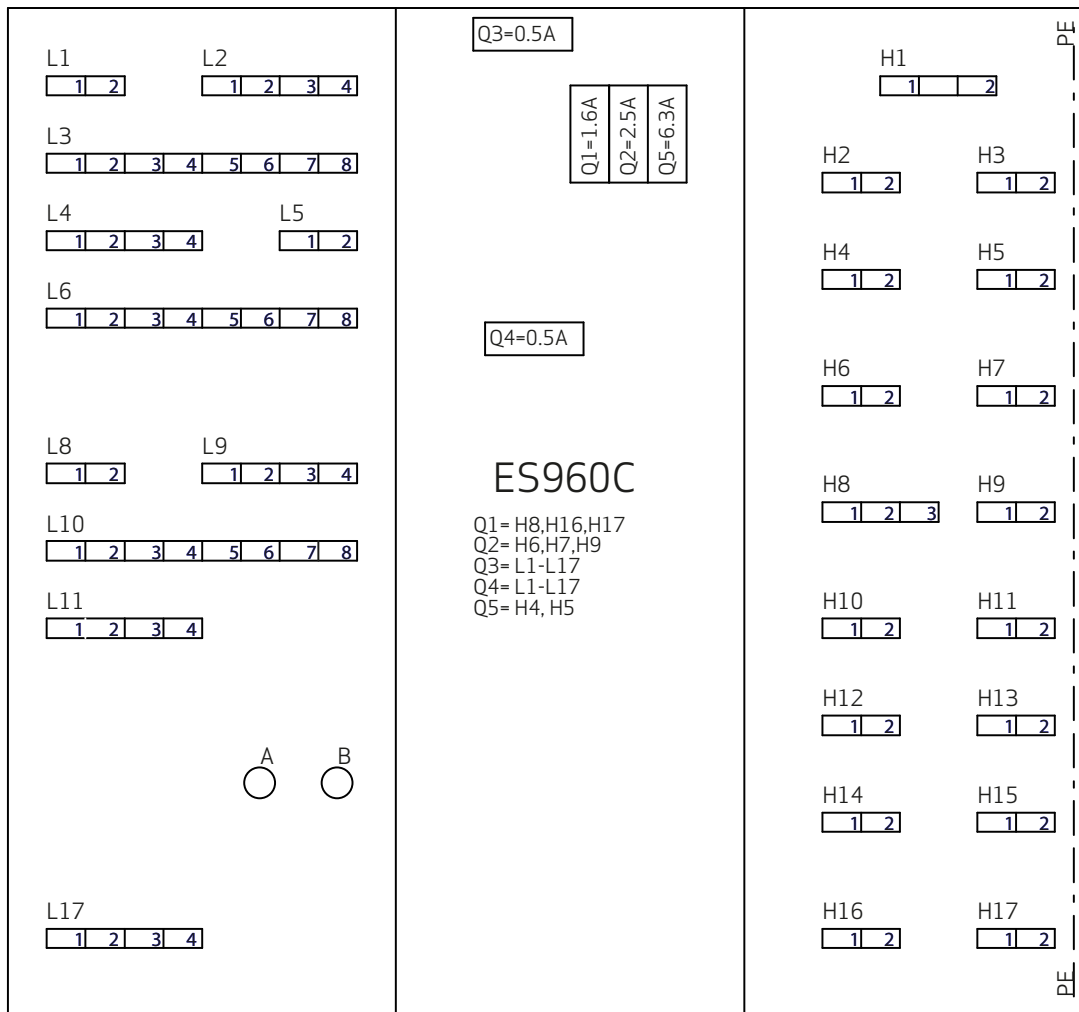 L1
1 2
L2
1 2 3 4
L3
1 2 3 4 5 6 7 8
L4
1 2 3 4
L5
1 2
L6
1 2 3 4 5 6 7 8
L8
1 2
L9
1 2 3 4
L10
1 2 3 4 5 6 7 8
L11
1 2 3 4
A
B
L17
1 2 3 4
Q3=0.5A
Q1=1.6A
Q2=2.5A
Q5=6.3A
Q4=0.5A
ES960C
Q1= H8,H16,H17
Q2= H6,H7,H9
Q3= L1-L17
Q4= L1-L17
Q5= H4, H5
PE
H1
1 2
H2
1 2
H3
1 2
H4
1 2
H5
1 2
H6
1 2
H7
1 2
H8
1 2 3
H9
1 2
H10
1 2
H11
1 2
H12
1 2
H13
1 2
H14
1 2
H15
1 2
H16
1 2
H17
1 2
PE